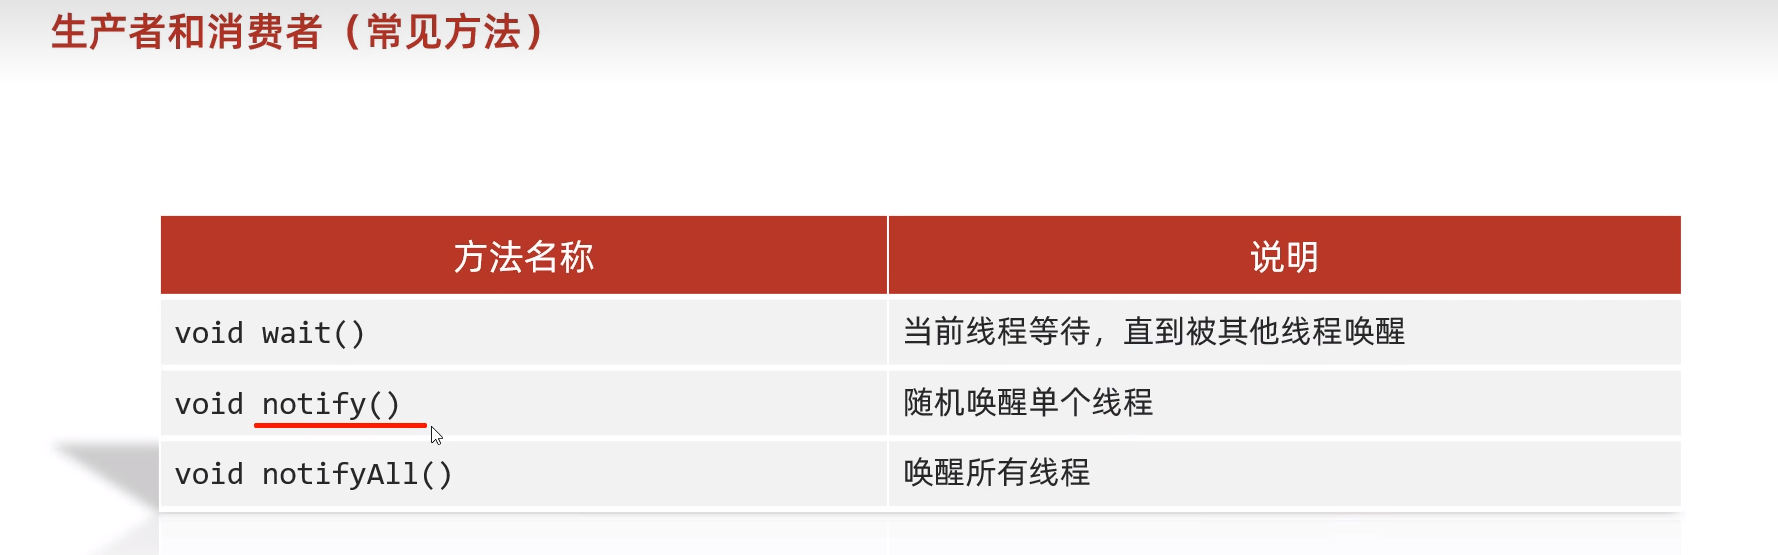 生产者和消费者（常见方法）
方法名称 说明
void wait() 当前线程等待，直到被其他线程唤醒
void notify() 随机唤醒单个线程
void notifyAll() 唤醒所有线程